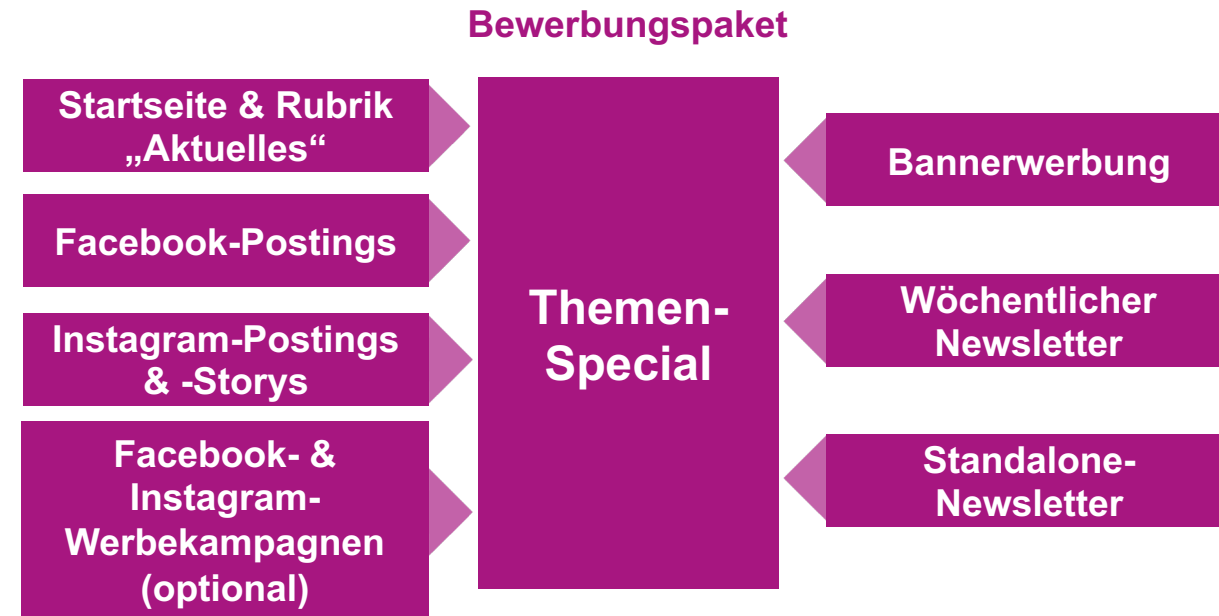 Bewerbungspaket
Startseite & Rubrik
„Aktuelles“
Facebook-Postings
Instagram-Postings
& -Storys
Facebook- &
Instagram-
Werbekampagnen
(optional)
Themen-
Special
Bannerwerbung
Wöchentlicher
Newsletter
Standalone-
Newsletter